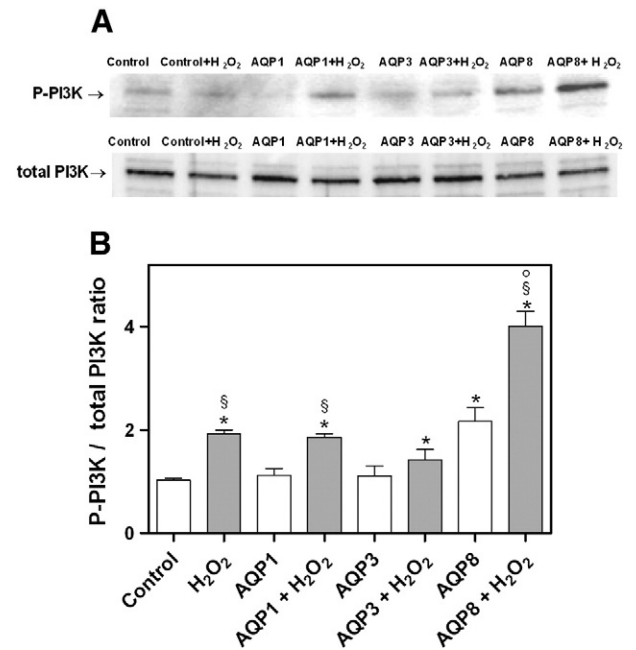 A
Control Control+H2O2 AQP1 AQP1+H2O2 AQP3 AQP3+H2O2 AQP8 AQP8+ H2O2
P-PI3K →
Control Control+H2O2 AQP1 AQP1+H2O2 AQP3 AQP3+H2O2 AQP8 AQP8+ H2O2
total PI3K→
B
P-PI3K / total PI3K ratio
4
2
0
§
*
§
*
*
*
°
§
*
Control
H2O2
AQP1
AQP1 + H2O2
AQP3
AQP3 + H2O2
AQP8
AQP8 + H2O2